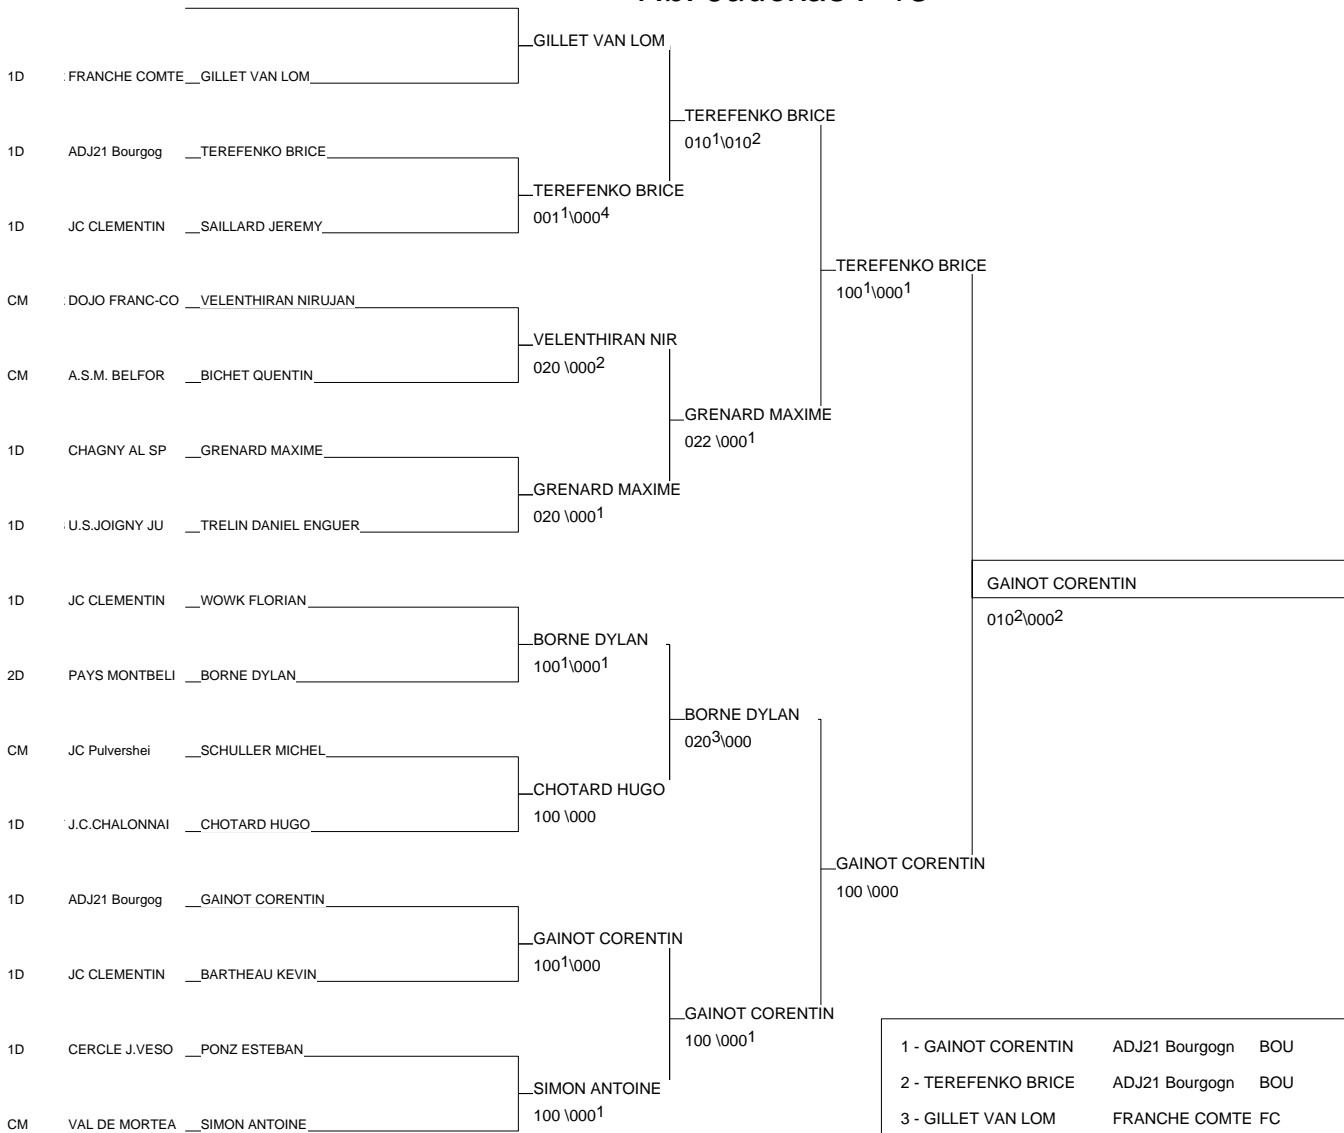 GILLET VAN LOM
1D FRANCHE COMTE GILLET VAN LOM
TEREFENKO BRICE
010¹\010²
1D ADJ21 Bourgog TEREFENKO BRICE
TEREFENKO BRICE
001¹\000⁴
1D JC CLEMENTIN SAILLARD JEREMY
TEREFENKO BRICE
100¹\000¹
CM DOJO FRANC-CO VELENTHIRAN NIRUJAN
VELENTHIRAN NIR
020 \000²
CM A.S.M. BELFOR BICHET QUENTIN
GRENARD MAXIME
022 \000¹
1D CHAGNY AL SP GRENARD MAXIME
GRENARD MAXIME
020 \000¹
1D U.S.JOIGNY JU TRELIN DANIEL ENGUER
GAINOT CORENTIN
010²\000²
1D JC CLEMENTIN WOWK FLORIAN
BORNE DYLAN
100¹\000¹
2D PAYS MONTBELI BORNE DYLAN
BORNE DYLAN
020³\000
CM JC Pulvershei SCHULLER MICHEL
CHOTARD HUGO
100 \000
1D J.C.CHALONNAI CHOTARD HUGO
GAINOT CORENTIN
100 \000
1D ADJ21 Bourgog GAINOT CORENTIN
GAINOT CORENTIN
100¹\000
1D JC CLEMENTIN BARTHEAU KEVIN
GAINOT CORENTIN
100 \000¹
1D CERCLE J.VESO PONZ ESTEBAN
SIMON ANTOINE
100 \000¹
CM VAL DE MORTEA SIMON ANTOINE
1 - GAINOT CORENTIN ADJ21 Bourgogn BOU
2 - TEREFENKO BRICE ADJ21 Bourgogn BOU
3 - GILLET VAN LOM FRANCHE COMTE FC